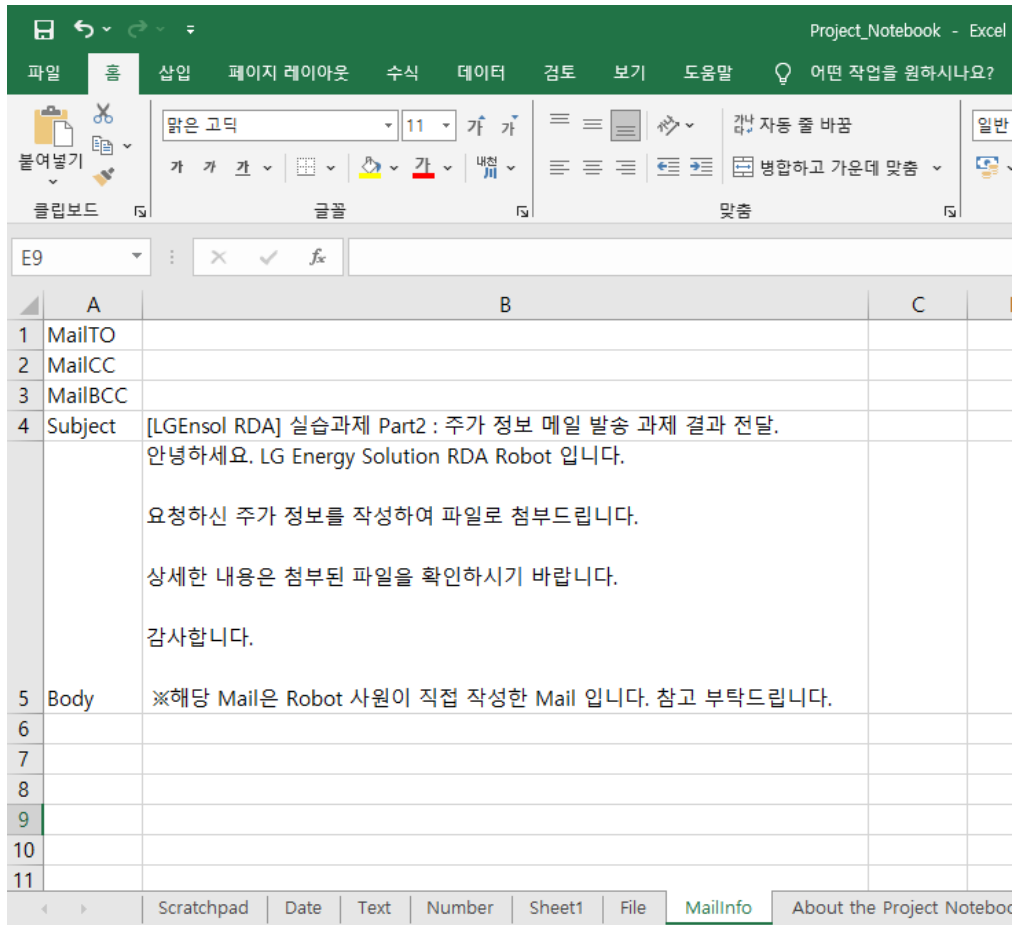 Project_Notebook - Excel
파일 홈 삽입 페이지 레이아웃 수식 데이터 검토 보기 도움말 어떤 작업을 원하시나요?
붙여넣기
맑은 고딕 11 가 가
자동 줄 바꿈
일반
가 가 가 가 내천
병합하고 가운데 맞춤
클립보드 글꼴 맞춤
E9 fx
A B C
1 MailTO
2 MailCC
3 MailBCC
4 Subject [LGEnsol RDA] 실습과제 Part2 : 주가 정보 메일 발송 과제 결과 전달.
안녕하세요. LG Energy Solution RDA Robot 입니다.
요청하신 주가 정보를 작성하여 파일로 첨부드립니다.
상세한 내용은 첨부된 파일을 확인하시기 바랍니다.
감사합니다.
5 Body ※해당 Mail은 Robot 사원이 직접 작성한 Mail 입니다. 참고 부탁드립니다.
6
7
8
9
10
11
Scratchpad Date Text Number Sheet1 File MailInfo About the Project